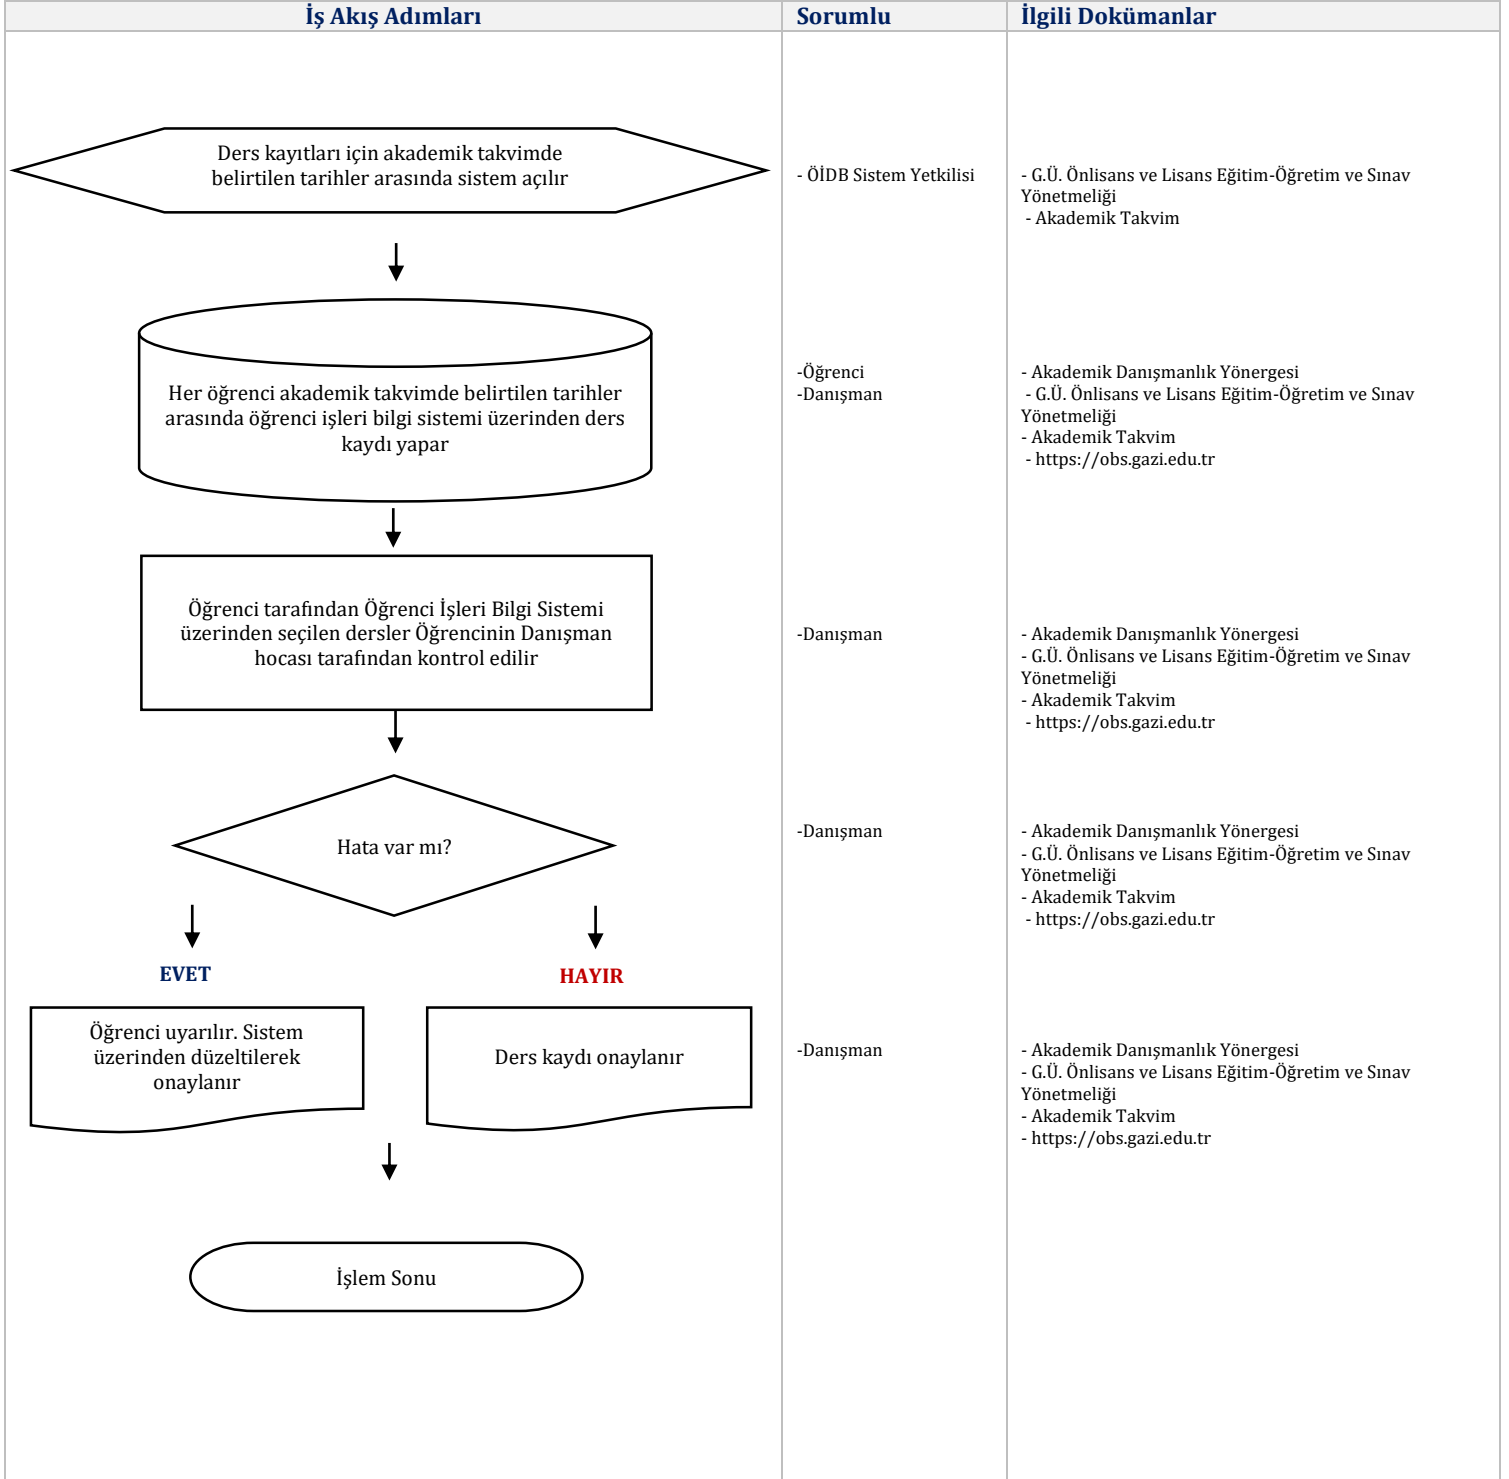 İş Akış Adımları
Sorumlu
İlgili Dokümanlar
Ders kayıtları için akademik takvimde
belirtilen tarihler arasında sistem açılır
- ÖİDB Sistem Yetkilisi
- G.Ü. Önlisans ve Lisans Eğitim-Öğretim ve Sınav
Yönetmeliği
- Akademik Takvim
Her öğrenci akademik takvimde belirtilen tarihler
arasında öğrenci işleri bilgi sistemi üzerinden ders
kaydı yapar
-Öğrenci
-Danışman
- Akademik Danışmanlık Yönergesi
- G.Ü. Önlisans ve Lisans Eğitim-Öğretim ve Sınav
Yönetmeliği
- Akademik Takvim
- https://obs.gazi.edu.tr
Öğrenci tarafından Öğrenci İşleri Bilgi Sistemi
üzerinden seçilen dersler Öğrencinin Danışman
hocası tarafından kontrol edilir
-Danışman
- Akademik Danışmanlık Yönergesi
- G.Ü. Önlisans ve Lisans Eğitim-Öğretim ve Sınav
Yönetmeliği
- Akademik Takvim
- https://obs.gazi.edu.tr
Hata var mı?
-Danışman
- Akademik Danışmanlık Yönergesi
- G.Ü. Önlisans ve Lisans Eğitim-Öğretim ve Sınav
Yönetmeliği
- Akademik Takvim
- https://obs.gazi.edu.tr
EVET
HAYIR
Öğrenci uyarılır. Sistem
üzerinden düzeltilerek
onaylanır
Ders kaydı onaylanır
-Danışman
- Akademik Danışmanlık Yönergesi
- G.Ü. Önlisans ve Lisans Eğitim-Öğretim ve Sınav
Yönetmeliği
- Akademik Takvim
- https://obs.gazi.edu.tr
İşlem Sonu